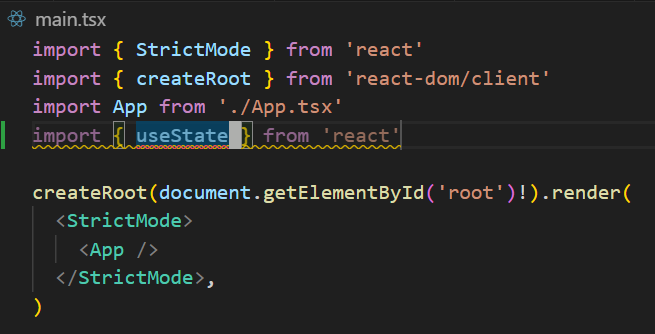 main.tsx
import { StrictMode } from 'react'
import { createRoot } from 'react-dom/client'
import App from './App.tsx'
import { useState } from 'react'
createRoot(document.getElementById('root')!).render(
<StrictMode>
<App />
</StrictMode>,
)